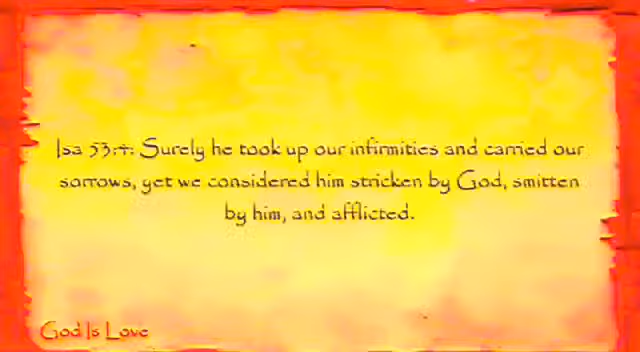 Isa 53:4: Surely he took up our infirmities and carried our
sorrows, yet we considered him stricken by God, smitten
by him, and afflicted.
God Is Love